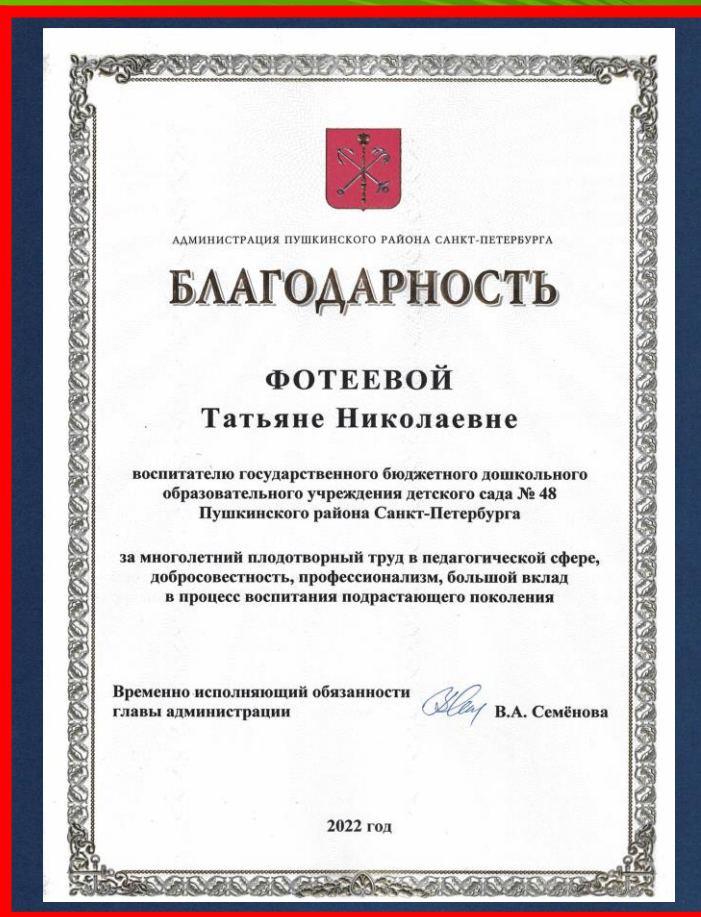 АДМИНИСТРАЦИЯ ПУШКИНСКОГО РАЙОНА САНКТ-ПЕТЕРБУРГА
БЛАГОДАРНОСТЬ
ФОТЕЕВОЙ
Татьяне Николаевне
воспитателю государственного бюджетного дошкольного
образовательного учреждения детского сада № 48
Пушкинского района Санкт-Петербурга
за многолетний плодотворный труд в педагогической сфере,
добросовестность, профессионализм, большой вклад
в процесс воспитания подрастающего поколения
Временно исполняющий обязанности
главы администрации
В.А. Семёнова
2022 год